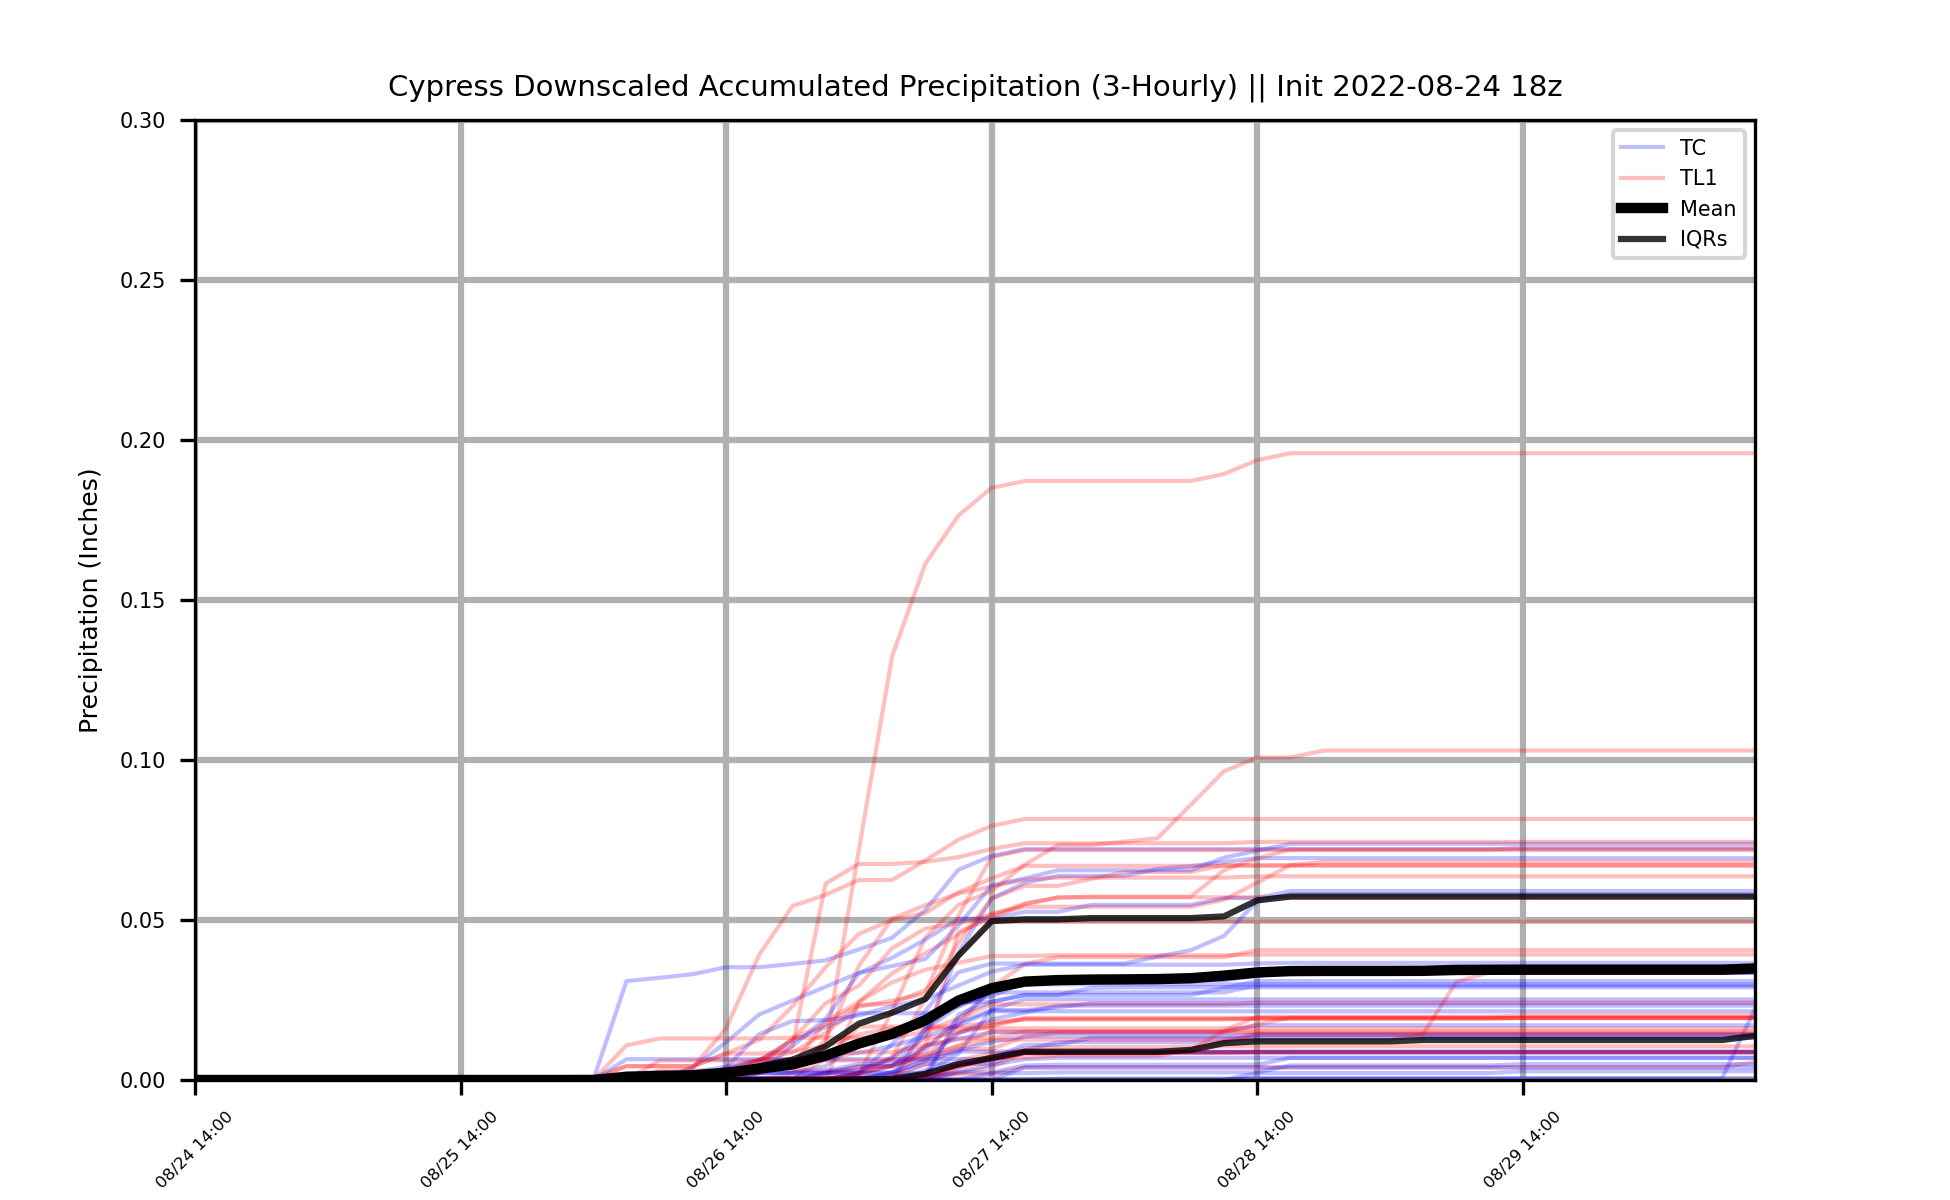 Cypress Downscaled Accumulated Precipitation (3-Hourly) || Init 2022-08-24 18z
Precipitation (Inches)
0.30
0.25
0.20
0.15
0.10
0.05
0.00
TC
TL1
Mean
IQRs
08/24 14:00
08/25 14:00
08/26 14:00
08/27 14:00
08/28 14:00
08/29 14:00